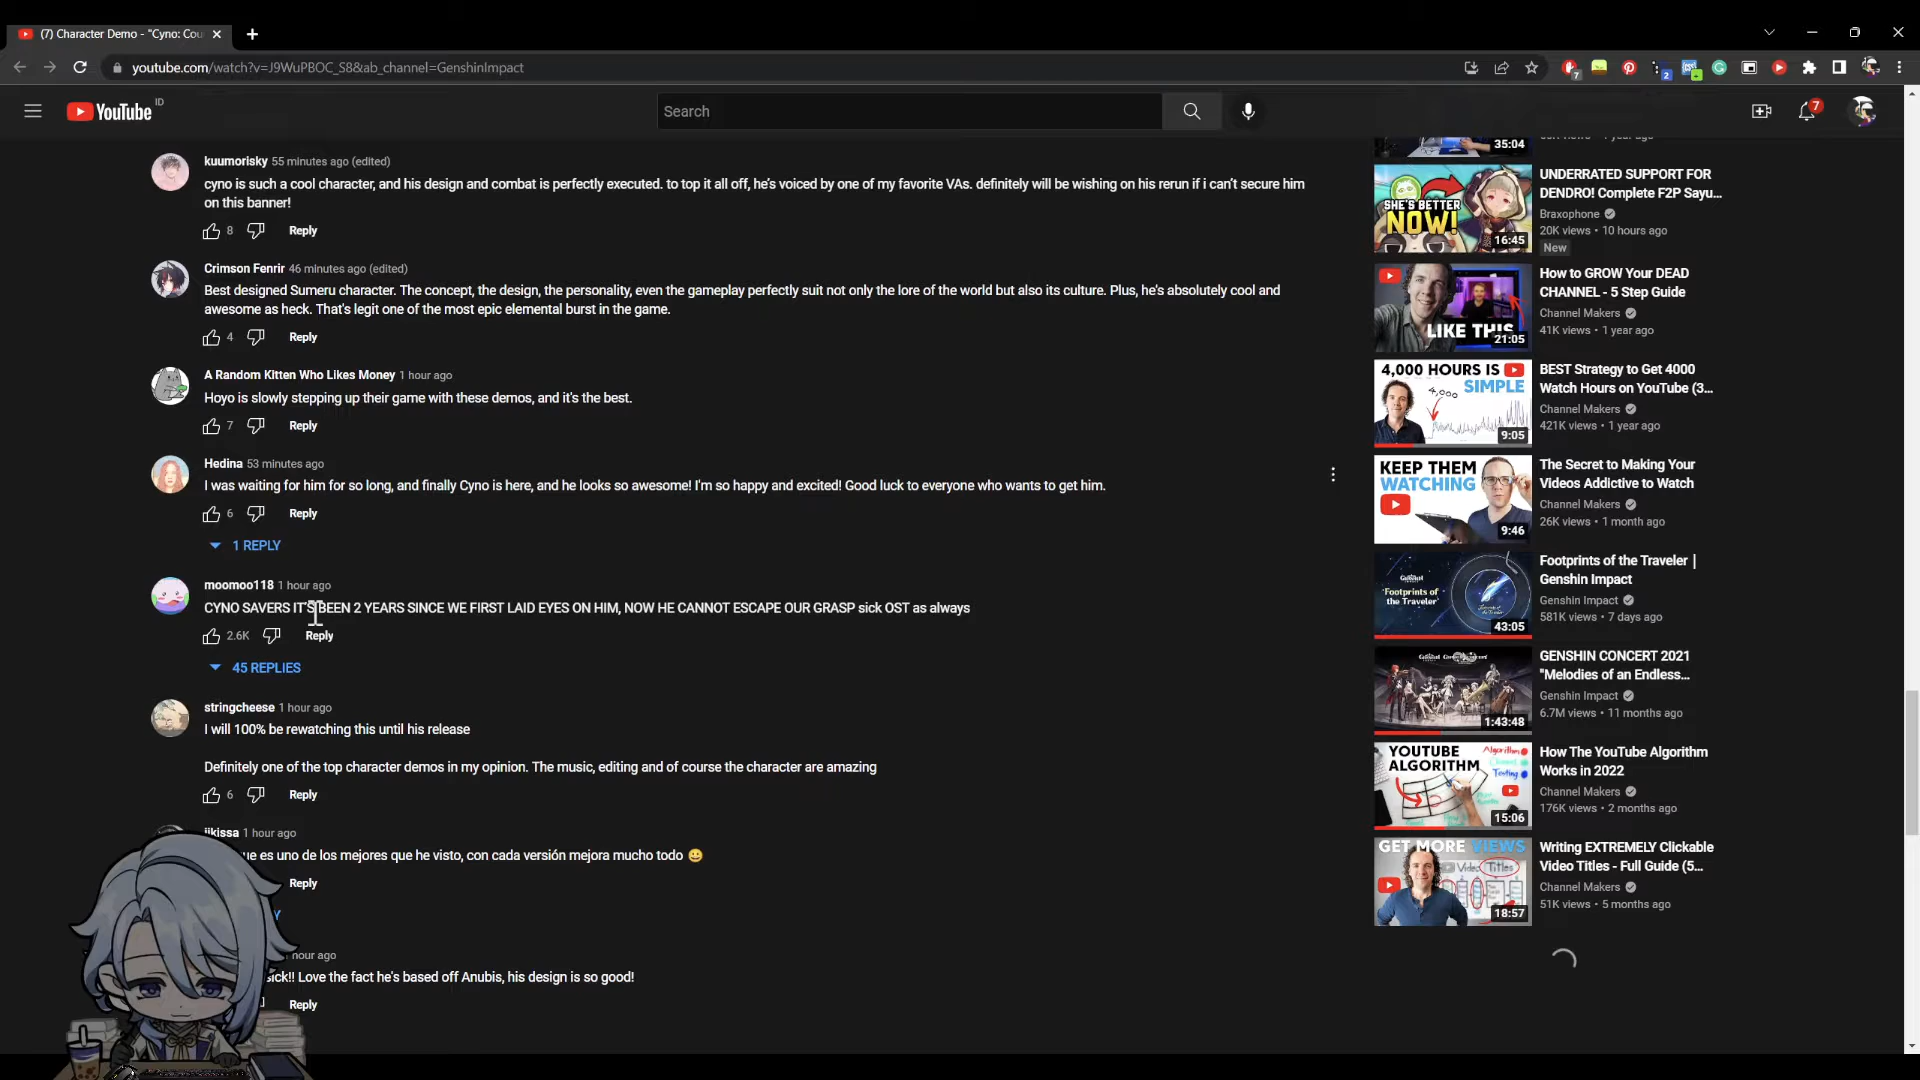 (7) Character Demo - "Cyno: Cou
youtube.com/watch?v=J9WuPBOC_S8&ab_channel=GenshinImpact
7
2
YouTube ID
Search
7
kuumorisky 55 minutes ago (edited)
cyno is such a cool character, and his design and combat is perfectly executed. to top it all off, he's voiced by one of my favorite VAs. definitely will be wishing on his rerun if i can't secure him
on this banner!
8 Reply
Crimson Fenrir 46 minutes ago (edited)
Best designed Sumeru character. The concept, the design, the personality, even the gameplay perfectly suit not only the lore of the world but also its culture. Plus, he's absolutely cool and
awesome as heck. That's legit one of the most epic elemental burst in the game.
4 Reply
A Random Kitten Who Likes Money 1 hour ago
Hoyo is slowly stepping up their game with these demos, and it's the best.
7 Reply
Hedina 53 minutes ago
I was waiting for him for so long, and finally Cyno is here, and he looks so awesome! I'm so happy and excited! Good luck to everyone who wants to get him.
6 Reply
1 REPLY
moomoo118 1 hour ago
CYNO SAVERS IT'S BEEN 2 YEARS SINCE WE FIRST LAID EYES ON HIM, NOW HE CANNOT ESCAPE OUR GRASP sick OST as always
2.6K Reply
45 REPLIES
stringcheese 1 hour ago
I will 100% be rewatching this until his release
Definitely one of the top character demos in my opinion. The music, editing and of course the character are amazing
6 Reply
jikissa 1 hour ago
que es uno de los mejores que he visto, con cada versión mejora mucho todo 😀
Reply
hour ago
sick!! Love the fact he's based off Anubis, his design is so good!
Reply
35:04
SHE'S BETTER
NOW!
16:45
UNDERRATED SUPPORT FOR
DENDRO! Complete F2P Sayu...
Braxophone
20K views • 10 hours ago
New
LIKE THIS
21:05
How to GROW Your DEAD
CHANNEL - 5 Step Guide
Channel Makers
41K views • 1 year ago
4,000 HOURS IS
SIMPLE
4,000
9:05
BEST Strategy to Get 4000
Watch Hours on YouTube (3...
Channel Makers
421K views • 1 year ago
KEEP THEM
WATCHING
9:46
The Secret to Making Your
Videos Addictive to Watch
Channel Makers
26K views • 1 month ago
Genshin
"Footprints of
the Traveler"
43:05
Footprints of the Traveler |
Genshin Impact
Genshin Impact
581K views • 7 days ago
1:43:48
GENSHIN CONCERT 2021
"Melodies of an Endless...
Genshin Impact
6.7M views • 11 months ago
YOUTUBE
ALGORITHM
Algorithm
Testing
15:06
How The YouTube Algorithm
Works in 2022
Channel Makers
176K views • 2 months ago
GET MORE VIEWS
Video Titles
18:57
Writing EXTREMELY Clickable
Video Titles - Full Guide (5...
Channel Makers
51K views • 5 months ago